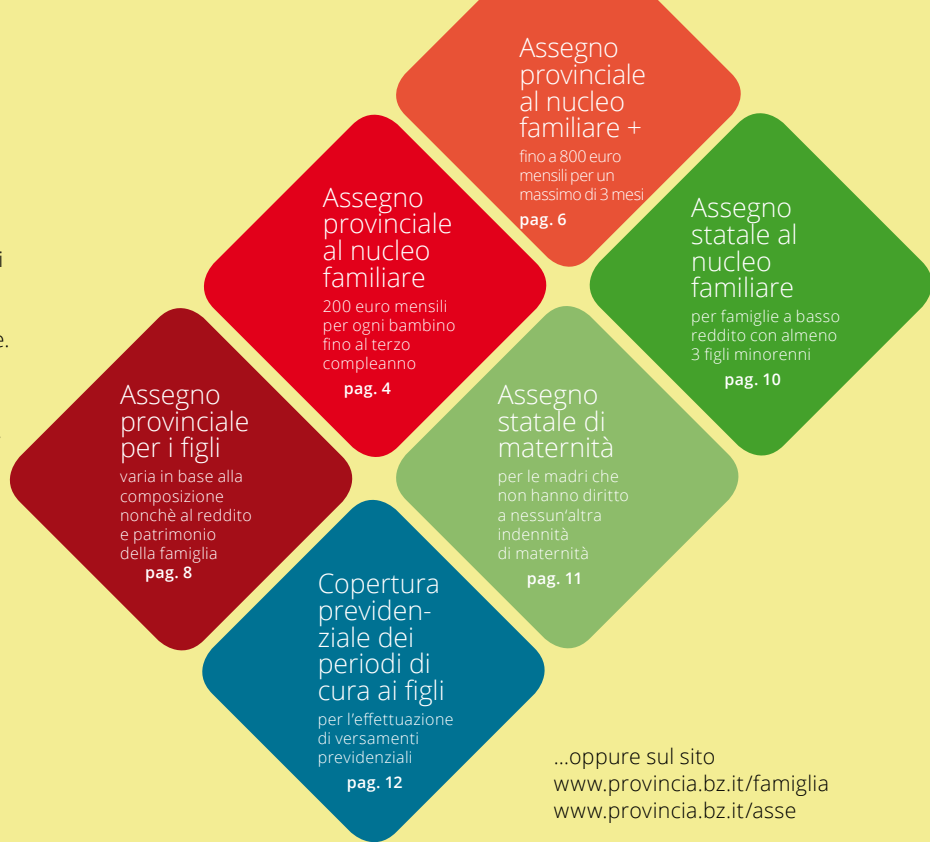 Assegno
provinciale
al nucleo
familiare +
fino a 800 euro
mensili per un
massimo di 3 mesi
pag. 6
Assegno
provinciale
al nucleo
familiare
200 euro mensili
per ogni bambino
fino al terzo
compleanno
pag. 4
Assegno
statale al
nucleo
familiare
per famiglie a basso
reddito con almeno
3 figli minorenni
pag. 10
i
e.
Assegno
provinciale
per i figli
varia in base alla
composizione
nonchè al reddito
e patrimonio
della famiglia
pag. 8
Assegno
statale di
maternità
per le madri che
non hanno diritto
a nessun'altra
indennità
di maternità
pag. 11
Copertura
previden-
ziale dei
periodi di
cura ai figli
per l'effettuazione
di versamenti
previdenziali
pag. 12
...oppure sul sito
www.provincia.bz.it/famiglia
www.provincia.bz.it/asse